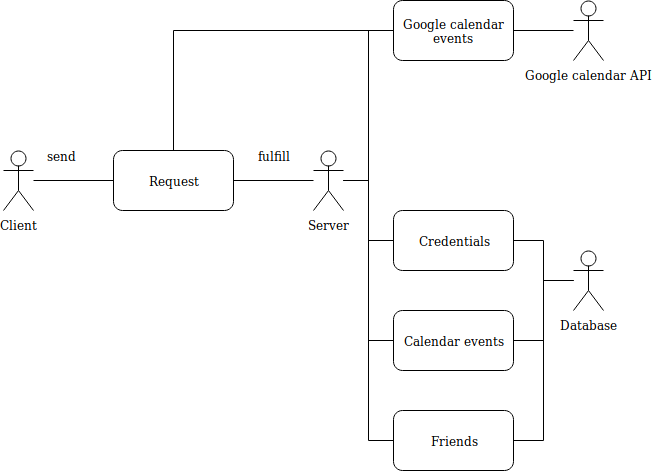 Google calendar
events
Google calendar API
send
fulfill
Request
Client
Server
Credentials
Database
Calendar events
Friends